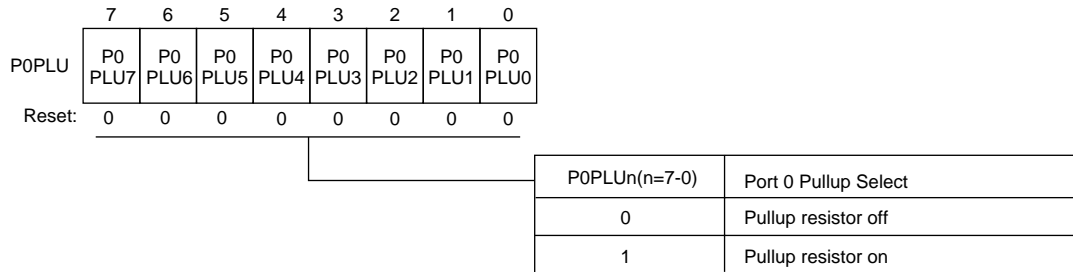 7 6 5 4 3 2 1 0
P0PLU P0 PLU7 P0 PLU6 P0 PLU5 P0 PLU4 P0 PLU3 P0 PLU2 P0 PLU1 P0 PLU0
Reset: 0 0 0 0 0 0 0 0
P0PLUn(n=7-0) Port 0 Pullup Select
0 Pullup resistor off
1 Pullup resistor on